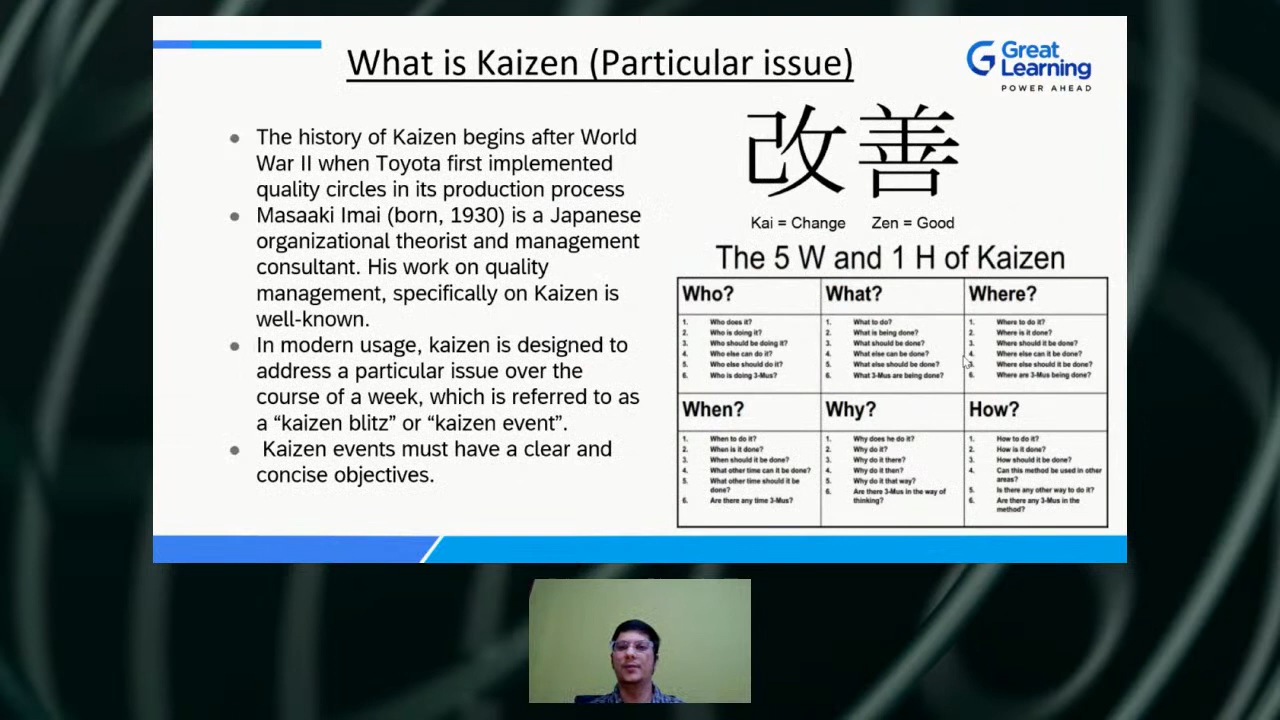 What is Kaizen (Particular issue)
Great
Learning
POWER AHEAD
The history of Kaizen begins after World
War II when Toyota first implemented
quality circles in its production process
Masaaki Imai (born, 1930) is a Japanese
organizational theorist and management
consultant. His work on quality
management, specifically on Kaizen is
well-known.
In modern usage, kaizen is designed to
address a particular issue over the
course of a week, which is referred to as
a “kaizen blitz” or “kaizen event”.
Kaizen events must have a clear and
concise objectives.
改善
Kai = Change Zen = Good
The 5 W and 1 H of Kaizen
Who?
1. Who does it?
2. Who is doing it?
3. Who should be doing it?
4. Who else can do it?
5. Who else should do it?
6. Who is doing 3-Mus?
What?
1. What to do?
2. What is being done?
3. What should be done?
4. What else can be done?
5. What else should be done?
6. What 3-Mus are being done?
Where?
1. Where to do it?
2. Where is it done?
3. Where should it be done?
4. Where else can it be done?
5. Where else should it be done?
6. Where are 3-Mus being done?
When?
1. When to do it?
2. When is it done?
3. When should it be done?
4. What other time can it be done?
5. What other time should it be
done?
6. Are there any time 3-Mus?
Why?
1. Why does he do it?
2. Why do it?
3. Why do it there?
4. Why do it then?
5. Why do it that way?
6. Are there 3-Mus in the way of
thinking?
How?
1. How to do it?
2. How is it done?
3. How should it be done?
4. Can this method be used in other
areas?
5. Is there any other way to do it?
6. Are there any 3-Mus in the
method?